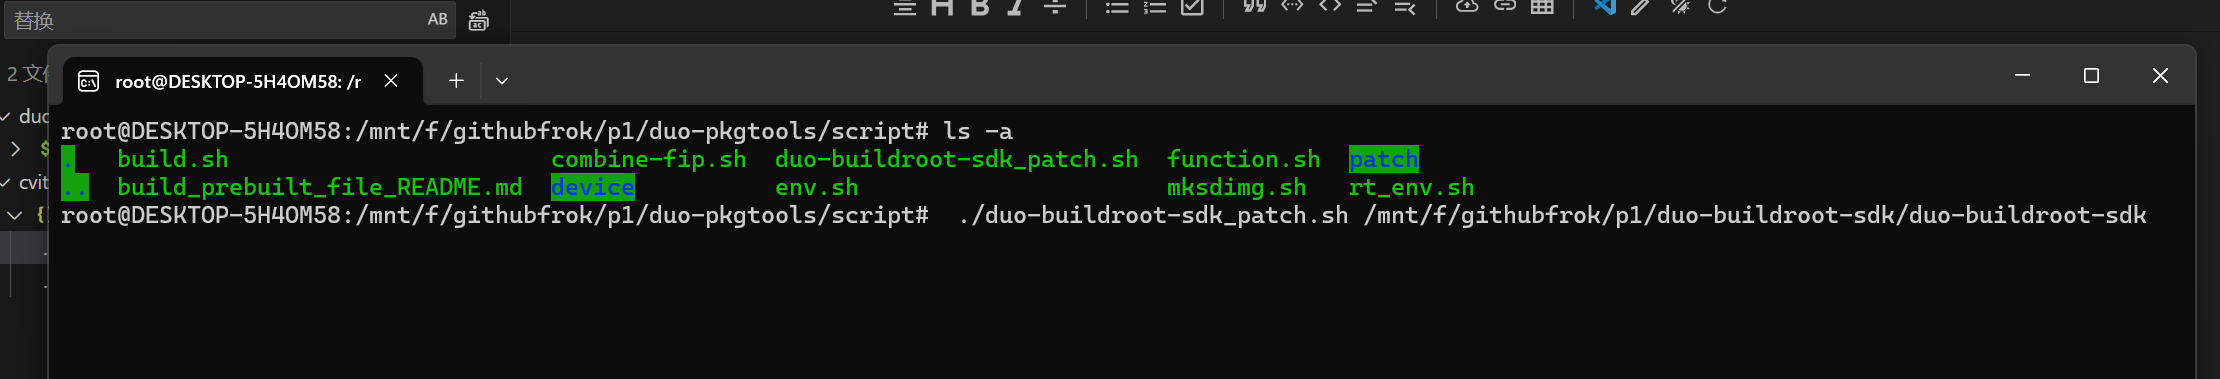 替换 AB
2 文
root@DESKTOP-5H4OM58: /r
duo
root@DESKTOP-5H4OM58:/mnt/f/githubfrok/p1/duo-pkgtools/script# ls -a
. build.sh combine-fip.sh duo-buildroot-sdk_patch.sh function.sh patch
.. build_prebuilt_file_README.md device env.sh mksdimg.sh rt_env.sh
cvit
root@DESKTOP-5H4OM58:/mnt/f/githubfrok/p1/duo-pkgtools/script# ./duo-buildroot-sdk_patch.sh /mnt/f/githubfrok/p1/duo-buildroot-sdk/duo-buildroot-sdk